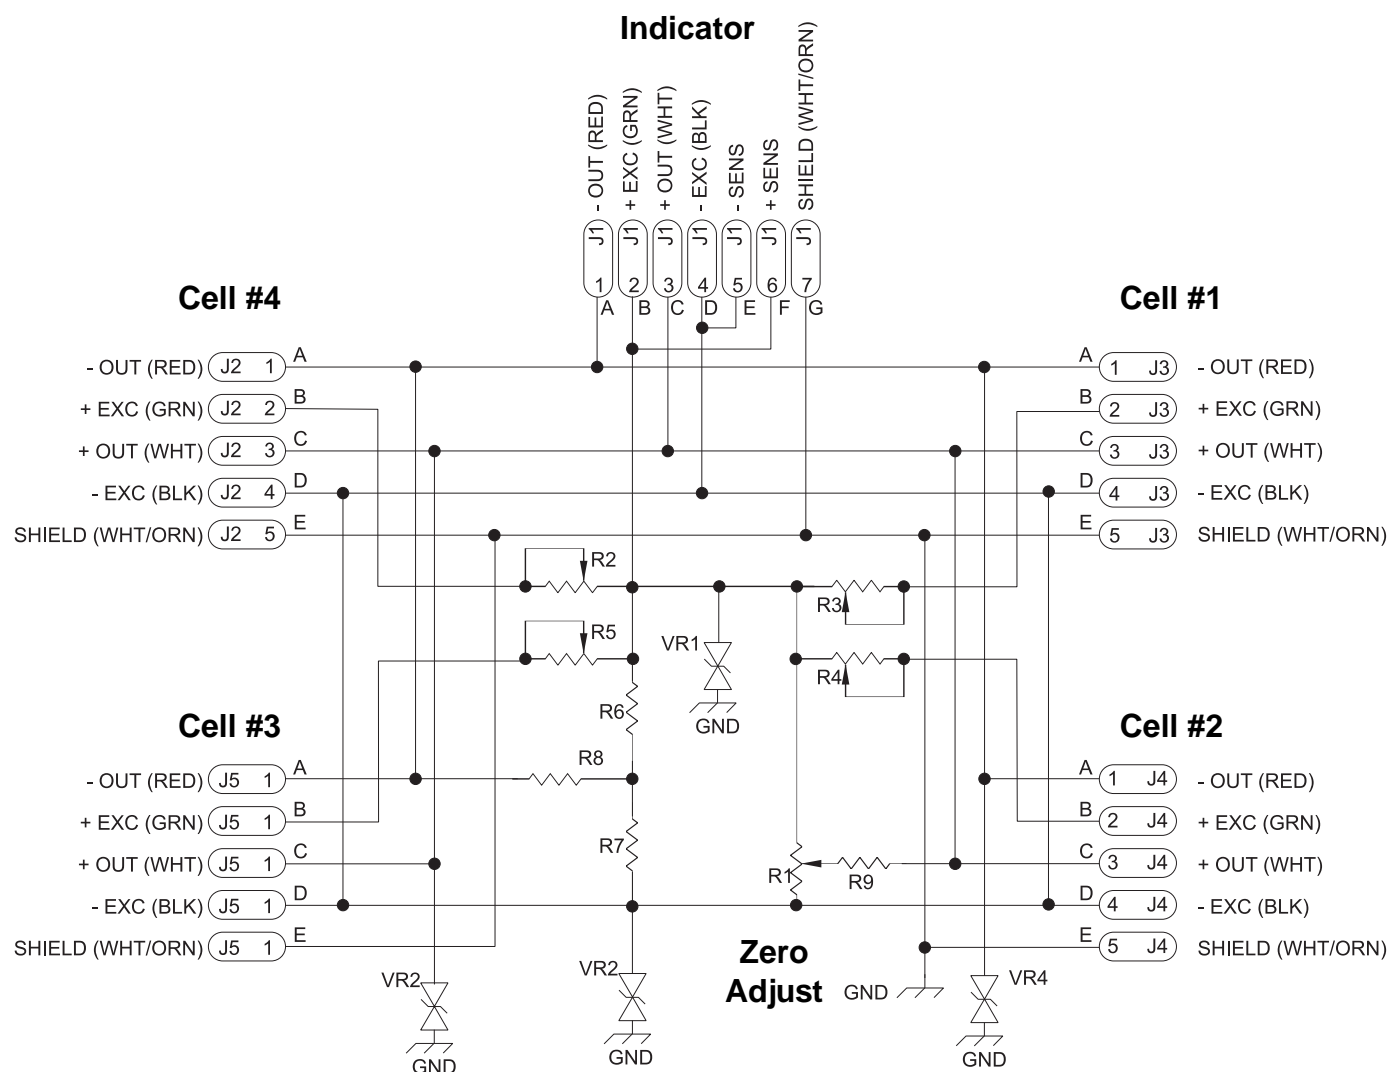 Indicator
- OUT (RED)
+ EXC (GRN)
+ OUT (WHT)
- EXC (BLK)
- SENS
+ SENS
SHIELD (WHT/ORN)
J1 J1 J1 J1 J1 J1 J1
1 2 3 4 5 6 7
A B C D E F G
Cell #4
- OUT (RED) J2 1 A
+ EXC (GRN) J2 2 B
+ OUT (WHT) J2 3 C
- EXC (BLK) J2 4 D
SHIELD (WHT/ORN) J2 5 E
Cell #1
A 1 J3 - OUT (RED)
B 2 J3 + EXC (GRN)
C 3 J3 + OUT (WHT)
D 4 J3 - EXC (BLK)
E 5 J3 SHIELD (WHT/ORN)
R2
R3
R5
VR1
R4
GND
R6
R8
R7
R1
R9
Cell #3
- OUT (RED) J5 1 A
+ EXC (GRN) J5 1 B
+ OUT (WHT) J5 1 C
- EXC (BLK) J5 1 D
SHIELD (WHT/ORN) J5 1 E
Cell #2
A 1 J4 - OUT (RED)
B 2 J4 + EXC (GRN)
C 3 J4 + OUT (WHT)
D 4 J4 - EXC (BLK)
E 5 J4 SHIELD (WHT/ORN)
Zero
Adjust
VR2
GND
VR2
GND
GND
VR4
GND